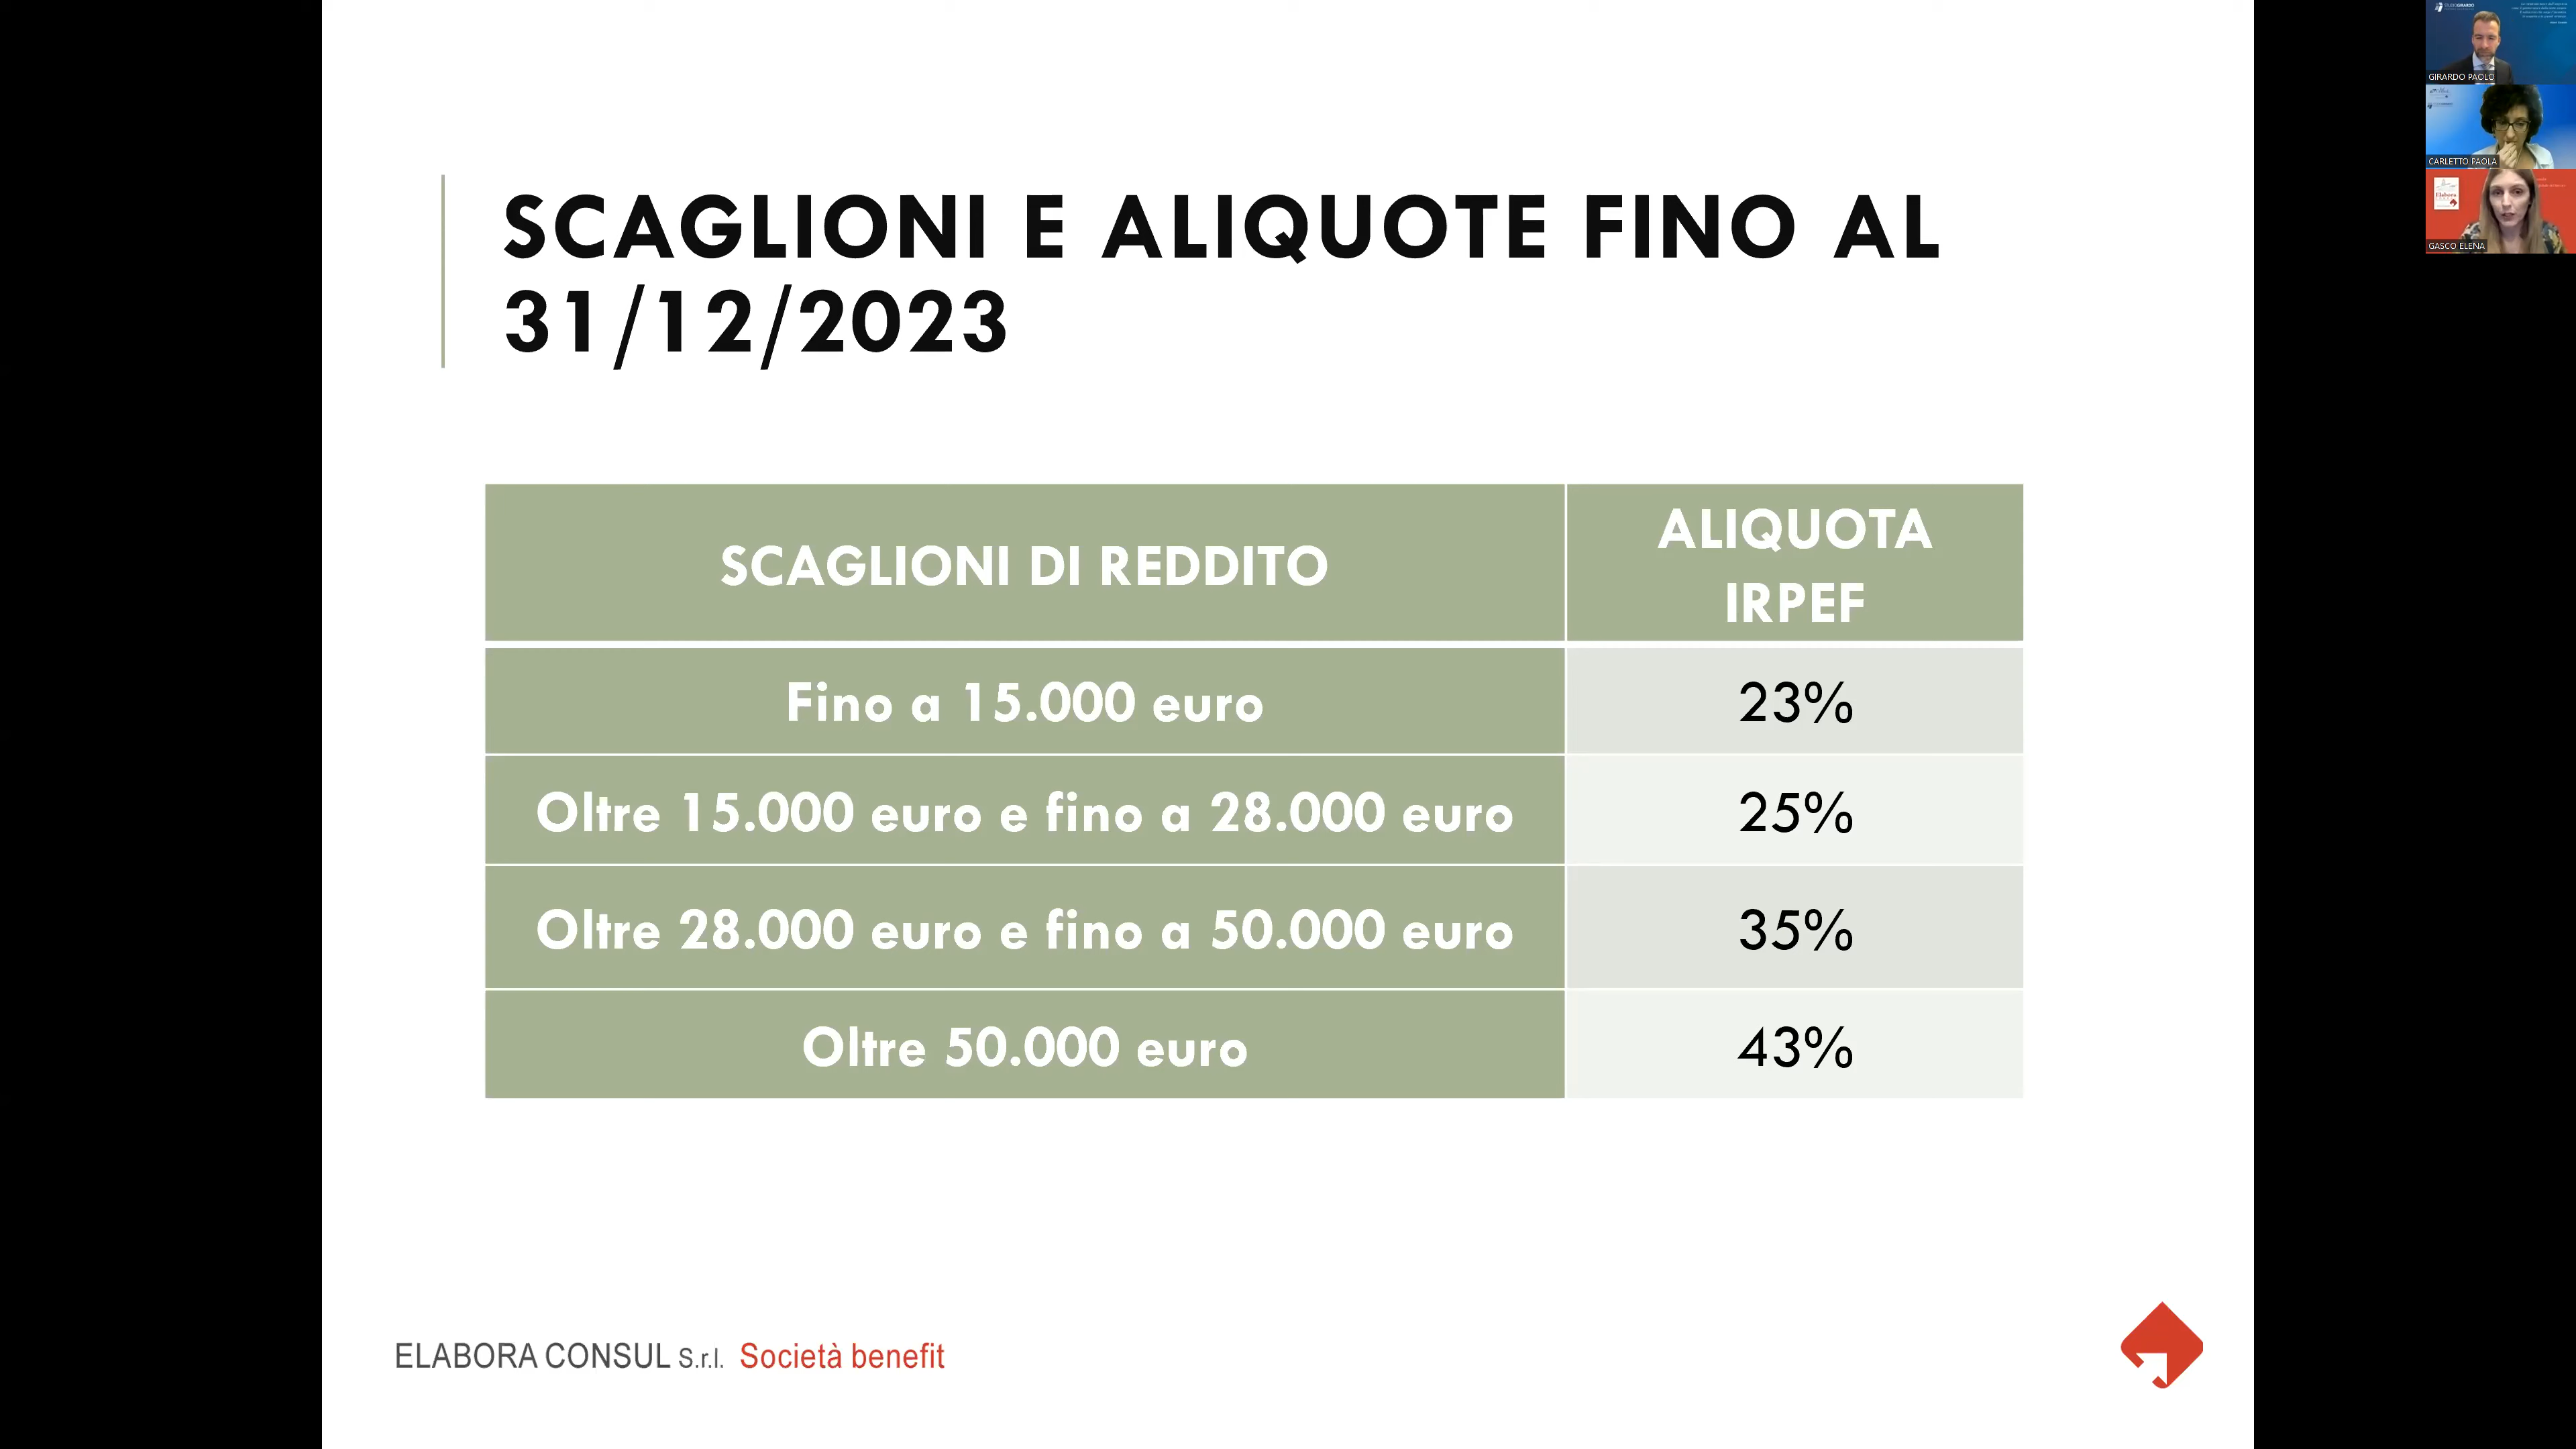 SCAGLIONI E ALIQUOTE FINO AL
31/12/2023
SCAGLIONI DI REDDITO
ALIQUOTA
IRPEF
Fino a 15.000 euro
23%
Oltre 15.000 euro e fino a 28.000 euro
25%
Oltre 28.000 euro e fino a 50.000 euro
35%
Oltre 50.000 euro
43%
ELABORA CONSUL S.r.l. Società benefit
GIRARDO PAOLO
CARLETTO PAOLA
Elabora
GASCO ELENA